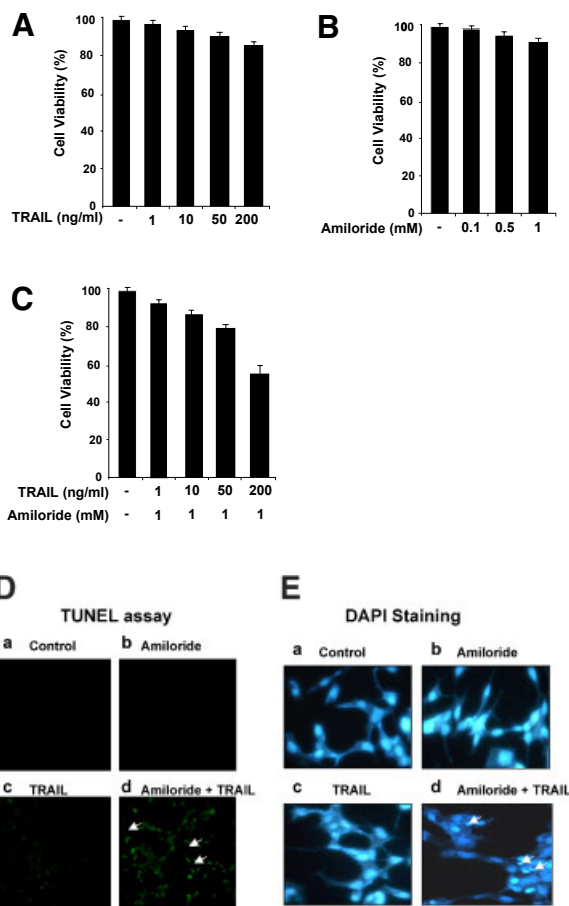 A
Cell Viability (%)
100
80
60
40
20
0
TRAIL (ng/ml) - 1 10 50 200
B
Cell Viability (%)
100
80
60
40
20
0
Amiloride (mM) - 0.1 0.5 1
C
Cell Viability (%)
100
80
60
40
20
0
TRAIL (ng/ml) - 1 10 50 200
Amiloride (mM) - 1 1 1 1
D
TUNEL assay
a Control
b Amiloride
c TRAIL
d Amiloride + TRAIL
E
DAPI Staining
a Control
b Amiloride
c TRAIL
d Amiloride + TRAIL